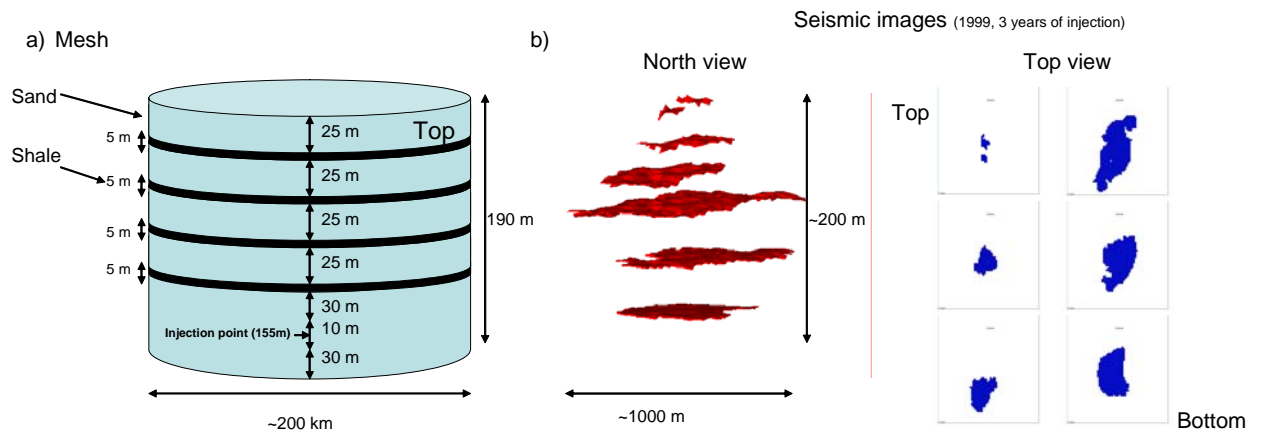 a) Mesh
Sand
5 m
Shale
5 m
5 m
5 m
25 m
Top
25 m
25 m
25 m
30 m
Injection point (155m)
10 m
30 m
190 m
~200 km
b)
Seismic images (1999, 3 years of injection)
North view
~200 m
~1000 m
Top view
Top
Bottom